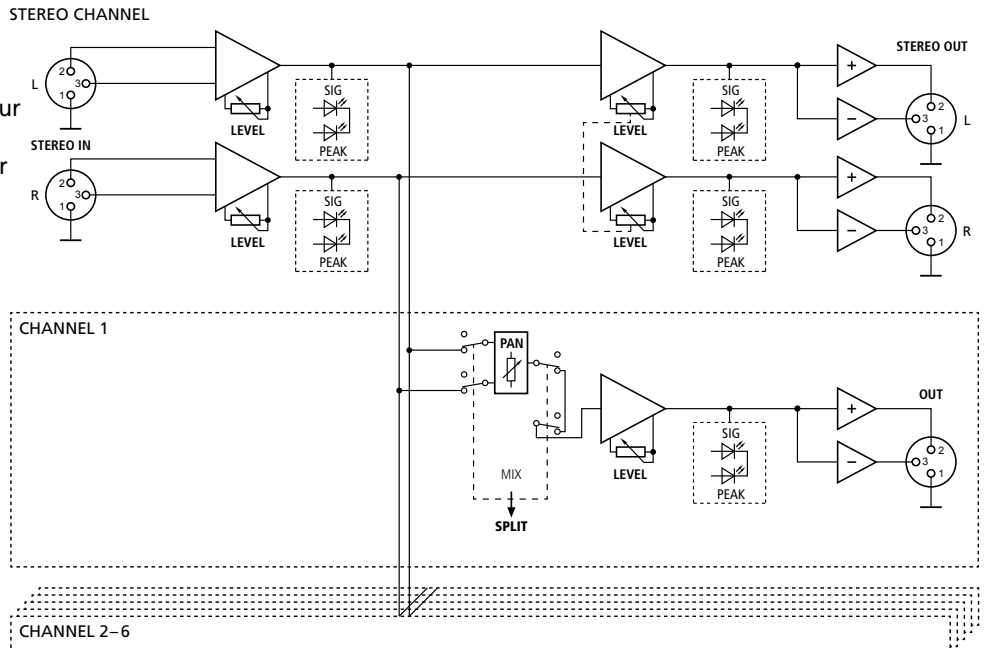 STEREO CHANNEL
STEREO OUT
L
2
3
1
SIG
PEAK
LEVEL
LEVEL
SIG
PEAK
2
3
1
L
ur
r
STEREO IN
R
2
3
1
SIG
PEAK
LEVEL
LEVEL
SIG
PEAK
2
3
1
R
+
−
+
−
CHANNEL 1
PAN
OUT
+
−
2
3
1
SIG
PEAK
LEVEL
MIX
SPLIT
CHANNEL 2–6